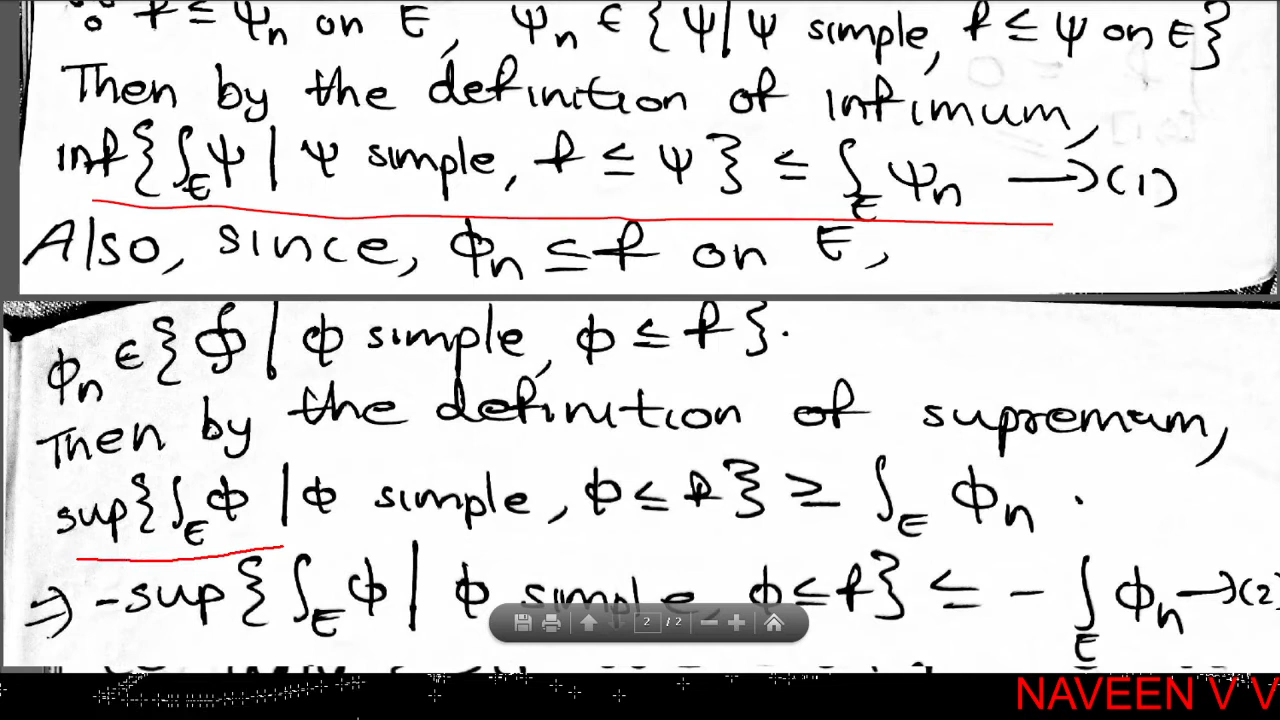 ∵ f ≤ ψn on E, ψn ∈ {ψ | ψ simple, f ≤ ψ on E}
Then by the definition of infimum,
inf{∫E ψ | ψ simple, f ≤ ψ} ≤ ∫E ψn → (1)
Also, since, ϕn ≤ f on E,
ϕn ∈ {ϕ | ϕ simple, ϕ ≤ f}.
Then by the definition of supremum,
sup{∫E ϕ | ϕ simple, ϕ ≤ f} ≥ ∫E ϕn.
⇒ -sup{∫E ϕ | ϕ simple, ϕ ≤ f} ≤ - ∫E ϕn → (2)
2 / 2
NAVEEN V V